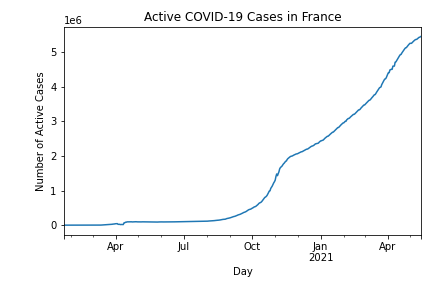 Active COVID-19 Cases in France
1e6
5
4
3
2
1
0
Number of Active Cases
Apr
Jul
Oct
Jan
2021
Apr
Day